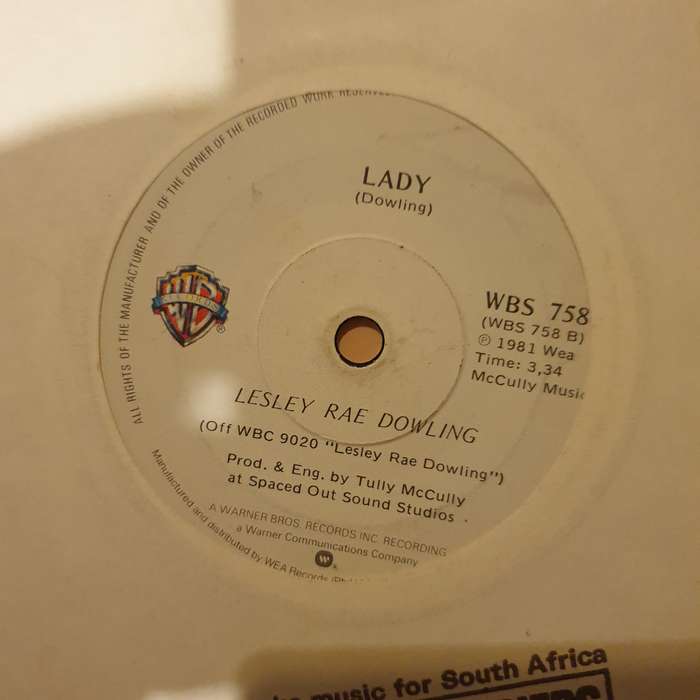 ALL RIGHTS OF THE MANUFACTURER AND OF THE OWNER OF THE RECORDED WORK RESERVED
LADY
(Dowling)
RECORDS
®
WBS 758
(WBS 758 B)
℗ 1981 Wea
Time: 3,34
McCully Music
LESLEY RAE DOWLING
(Off WBC 9020 "Lesley Rae Dowling")
Prod. & Eng. by Tully McCully
at Spaced Out Sound Studios .
A WARNER BROS. RECORDS INC. RECORDING
a Warner Communications Company
Manufactured and distributed by WEA Records
music for South Africa